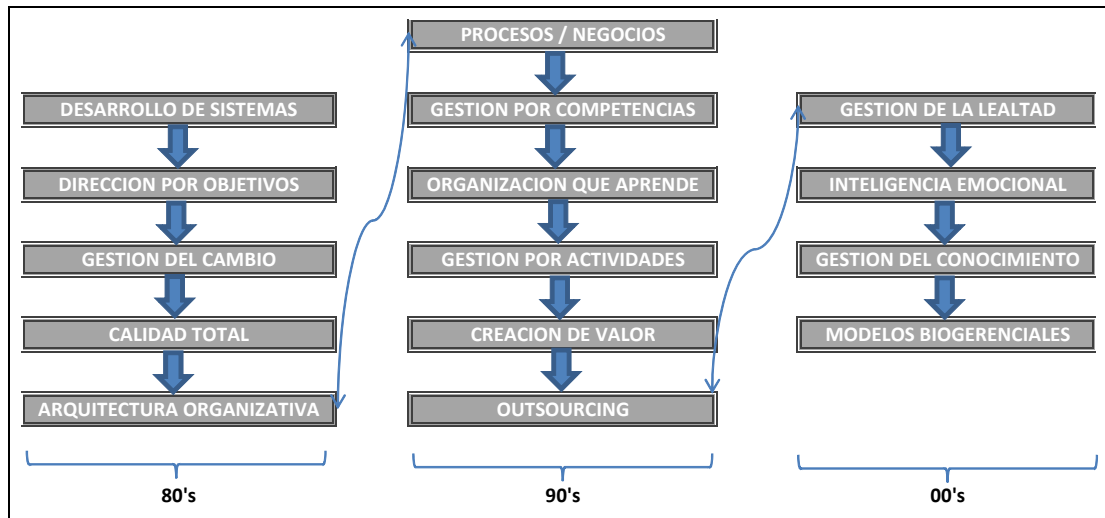 DESARROLLO DE SISTEMAS
DIRECCION POR OBJETIVOS
GESTION DEL CAMBIO
CALIDAD TOTAL
ARQUITECTURA ORGANIZATIVA
80's
PROCESOS / NEGOCIOS
GESTION POR COMPETENCIAS
ORGANIZACION QUE APRENDE
GESTION POR ACTIVIDADES
CREACION DE VALOR
OUTSOURCING
90's
GESTION DE LA LEALTAD
INTELIGENCIA EMOCIONAL
GESTION DEL CONOCIMIENTO
MODELOS BIOGERENCIALES
00's